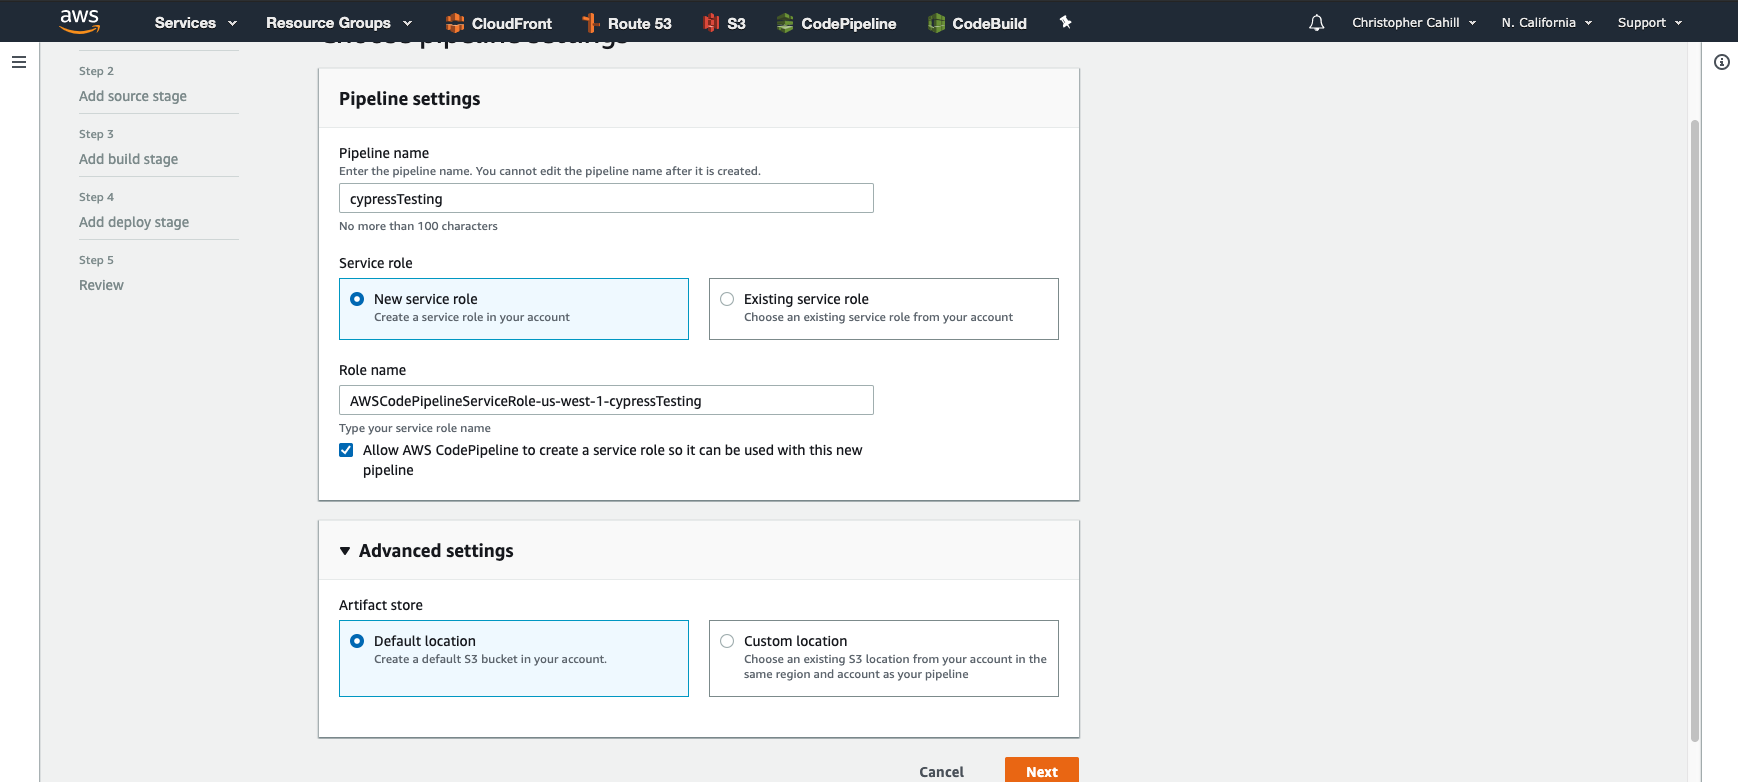 aws
Services
Resource Groups
CloudFront
Route 53
S3
CodePipeline
CodeBuild
Christopher Cahill
N. California
Support
Step 2
Add source stage
Step 3
Add build stage
Step 4
Add deploy stage
Step 5
Review
Choose pipeline settings
Pipeline settings
Pipeline name
Enter the pipeline name. You cannot edit the pipeline name after it is created.
cypressTesting
No more than 100 characters
Service role
New service role
Create a service role in your account
Existing service role
Choose an existing service role from your account
Role name
AWSCodePipelineServiceRole-us-west-1-cypressTesting
Type your service role name
Allow AWS CodePipeline to create a service role so it can be used with this new
pipeline
Advanced settings
Artifact store
Default location
Create a default S3 bucket in your account.
Custom location
Choose an existing S3 location from your account in the
same region and account as your pipeline
Cancel
Next